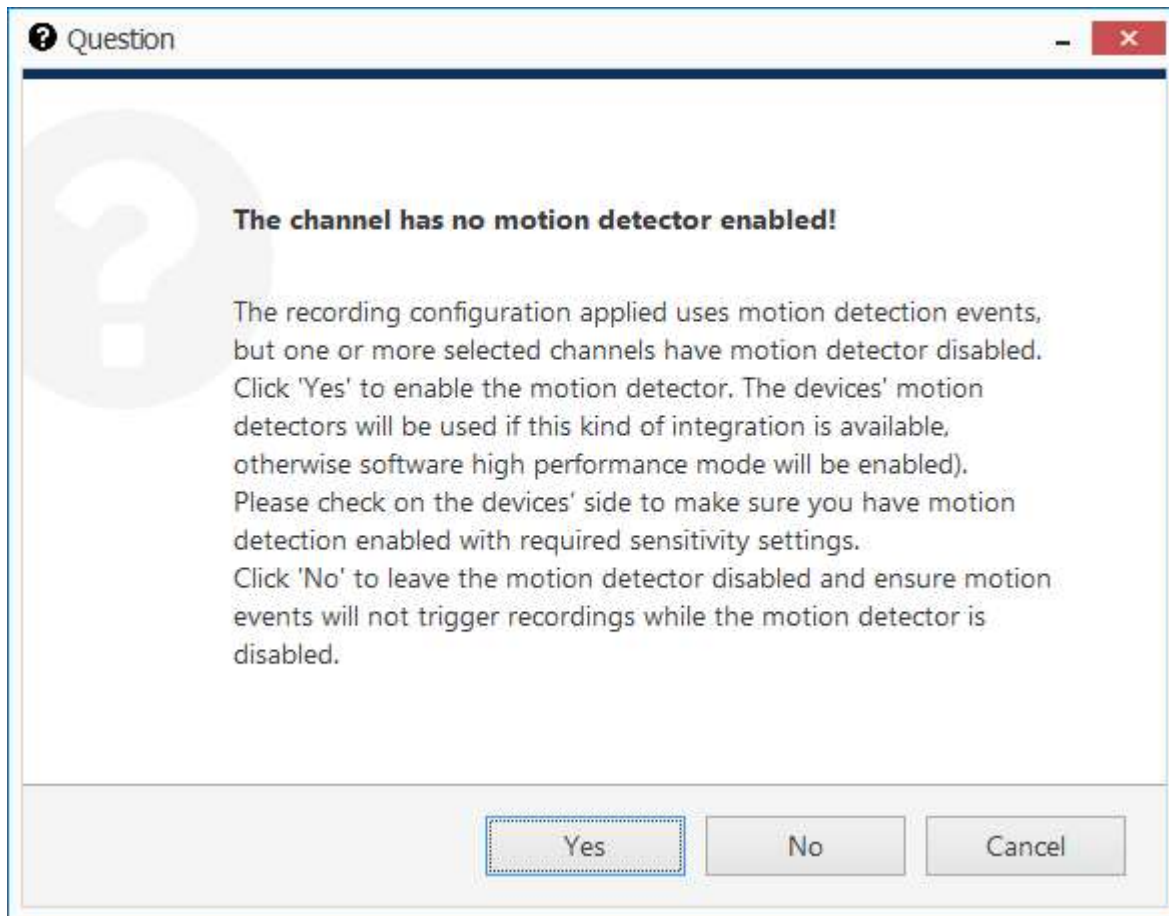 Question
The channel has no motion detector enabled!
The recording configuration applied uses motion detection events,
but one or more selected channels have motion detector disabled.
Click 'Yes' to enable the motion detector. The devices' motion
detectors will be used if this kind of integration is available,
otherwise software high performance mode will be enabled).
Please check on the devices' side to make sure you have motion
detection enabled with required sensitivity settings.
Click 'No' to leave the motion detector disabled and ensure motion
events will not trigger recordings while the motion detector is
disabled.
Yes No Cancel